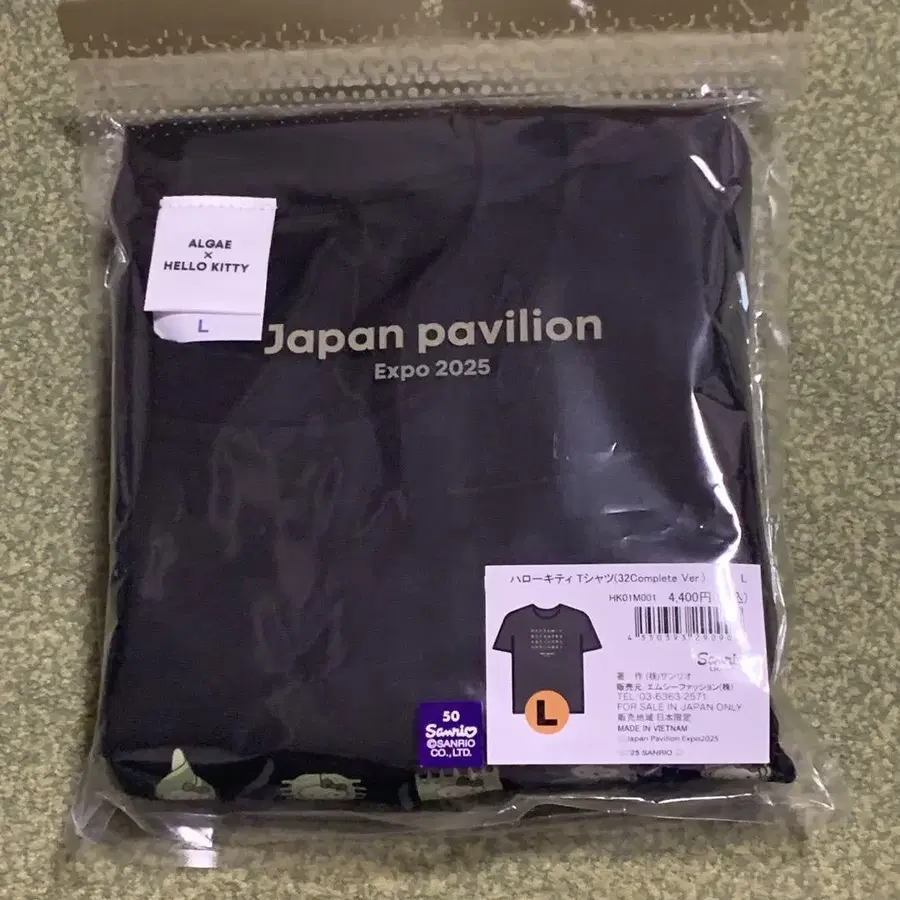 ALGAE
×
HELLO KITTY
L
Japan pavilion
Expo 2025
ハローキティ Tシャツ(32Complete Ver.) L
HK01M001 4,400円
Sanrio
著 作 (株)サンリオ
販売元 エムシーファッション(株)
TEL 03-6363-2571
FOR SALE IN JAPAN ONLY
販売地域 日本限定
MADE IN VIETNAM
Japan Pavilion Expo2025
SANRIO
L
50
Sanrio
©SANRIO
CO., LTD.